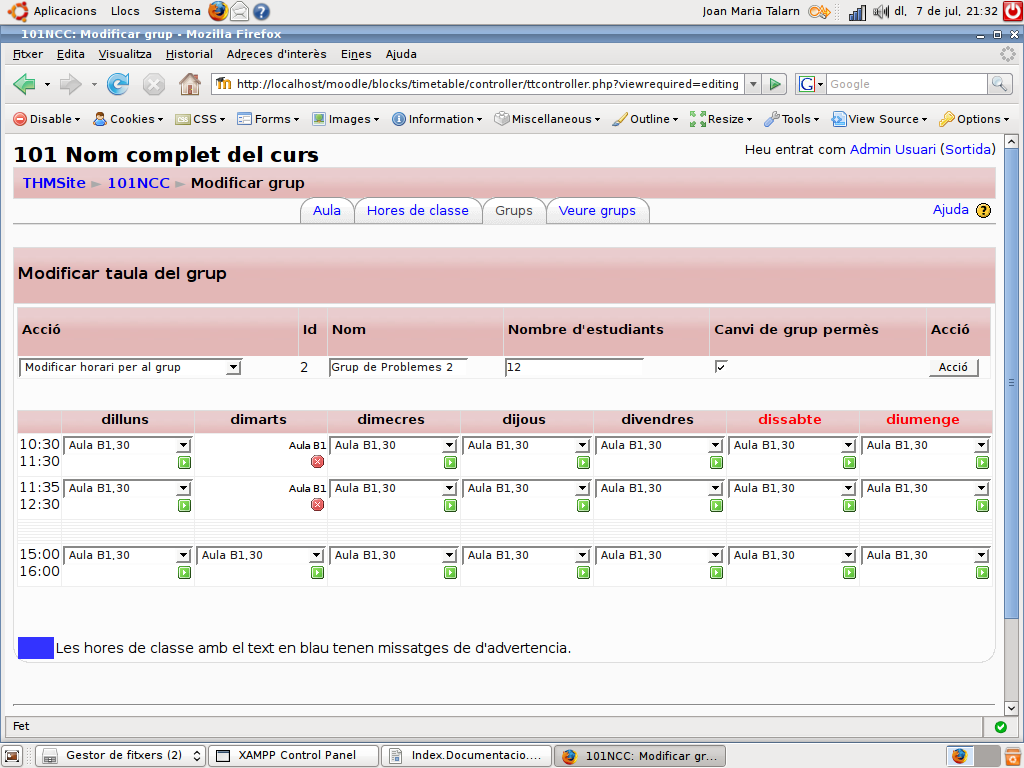 Aplicacions Llocs Sistema Joan Maria Talarn dl, 7 de jul, 21:32
101NCC: Modificar grup - Mozilla Firefox
Fitxer Edita Visualitza Historial Adreces d'interès Eines Ajuda
http://localhost/moodle/blocks/timetable/controller/ttcontroller.php?viewrequired=editing G Google
Disable Cookies CSS Forms Images Information Miscellaneous Outline Resize Tools View Source Options
101 Nom complet del curs
Heu entrat com Admin Usuari (Sortida)
THMSite ► 101NCC ► Modificar grup
Aula Hores de classe Grups Veure grups Ajuda ?
Modificar taula del grup
Acció Id Nom Nombre d'estudiants Canvi de grup permès Acció
Modificar horari per al grup 2 Grup de Problemes 2 12 Acció
dilluns dimarts dimecres dijous divendres dissabte diumenge
10:30 Aula B1,30 Aula B1 Aula B1,30 Aula B1,30 Aula B1,30 Aula B1,30 Aula B1,30
11:30
11:35 Aula B1,30 Aula B1 Aula B1,30 Aula B1,30 Aula B1,30 Aula B1,30 Aula B1,30
12:30
15:00 Aula B1,30 Aula B1,30 Aula B1,30 Aula B1,30 Aula B1,30 Aula B1,30 Aula B1,30
16:00
Les hores de classe amb el text en blau tenen missatges de d'advertencia.
Fet
Gestor de fitxers (2) XAMPP Control Panel Index.Documentacio.... 101NCC: Modificar gr...